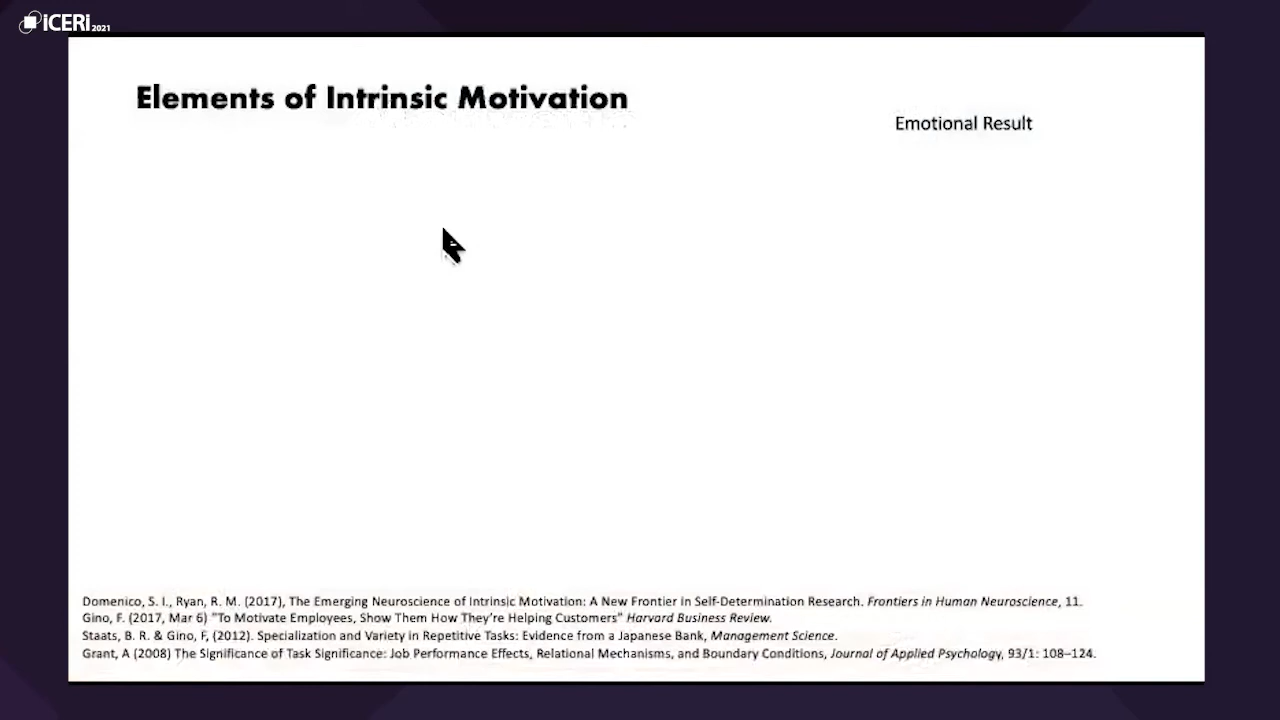 iCERi 2021
Elements of Intrinsic Motivation
Emotional Result
Domenico, S. I., Ryan, R. M. (2017), The Emerging Neuroscience of Intrinsic Motivation: A New Frontier in Self-Determination Research. Frontiers in Human Neuroscience, 11.
Gino, F. (2017, Mar 6) "To Motivate Employees, Show Them How They're Helping Customers" Harvard Business Review.
Staats, B. R. & Gino, F, (2012). Specialization and Variety in Repetitive Tasks: Evidence from a Japanese Bank, Management Science.
Grant, A (2008) The Significance of Task Significance: Job Performance Effects, Relational Mechanisms, and Boundary Conditions, Journal of Applied Psychology, 93/1: 108–124.